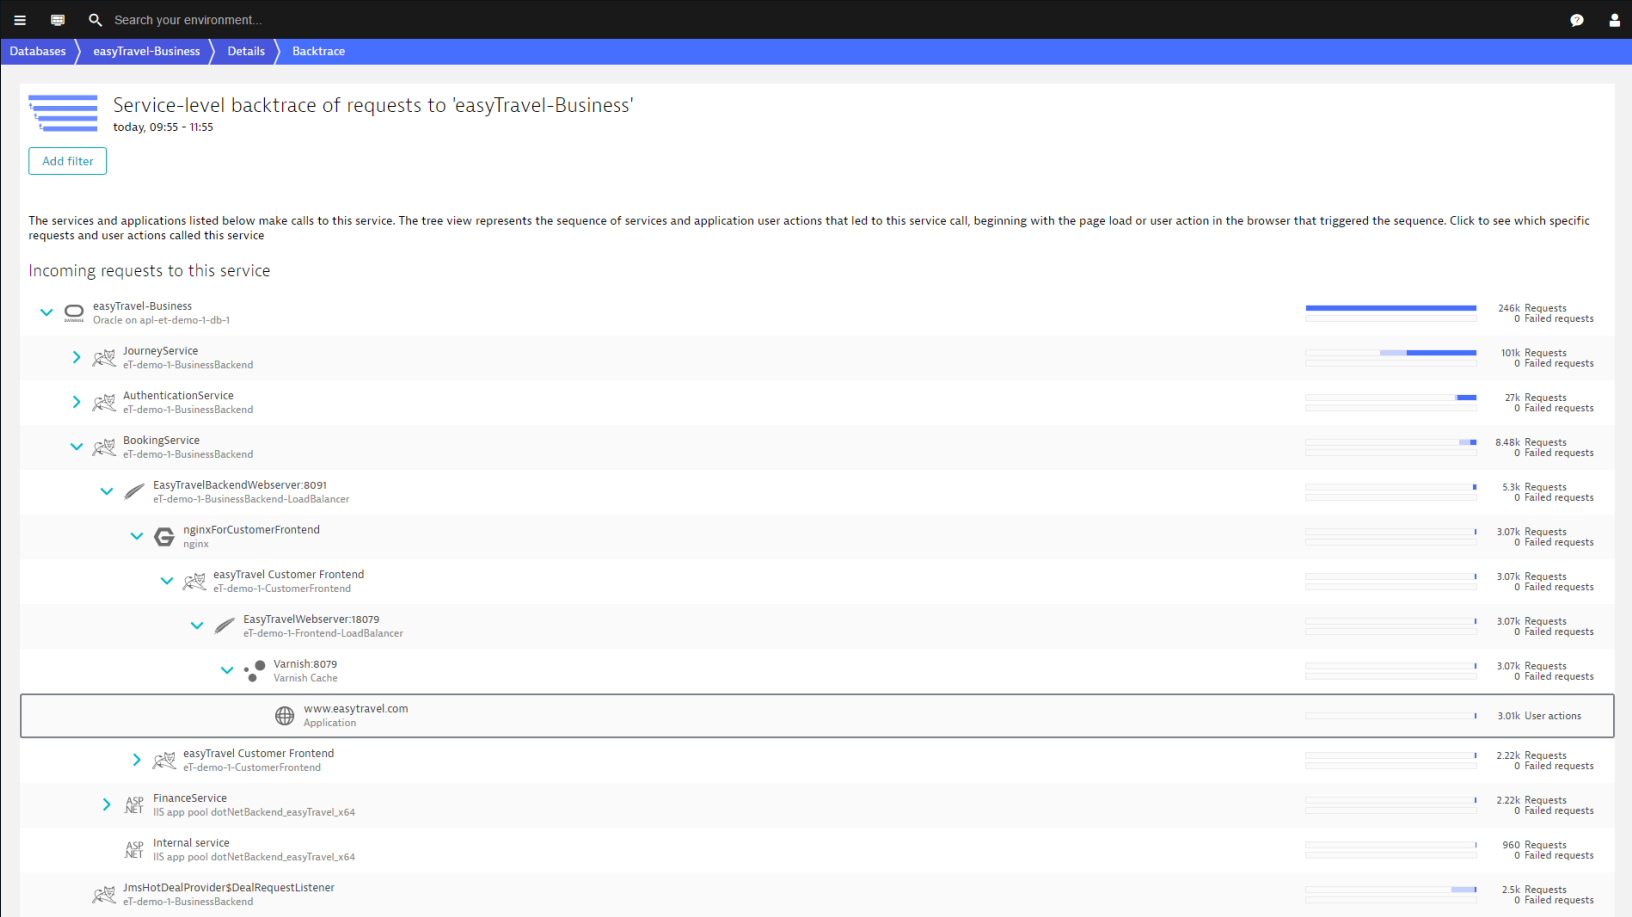 Search your environment...
Databases
easyTravel-Business
Details
Backtrace
Service-level backtrace of requests to 'easyTravel-Business'
today, 09:55 - 11:55
Add filter
The services and applications listed below make calls to this service. The tree view represents the sequence of services and application user actions that led to this service call, beginning with the page load or user action in the browser that triggered the sequence. Click to see which specific
requests and user actions called this service
Incoming requests to this service
DATABASE
easyTravel-Business
Oracle on apl-et-demo-1-db-1
246k Requests
0 Failed requests
JourneyService
eT-demo-1-BusinessBackend
101k Requests
0 Failed requests
AuthenticationService
eT-demo-1-BusinessBackend
27k Requests
0 Failed requests
BookingService
eT-demo-1-BusinessBackend
8.48k Requests
0 Failed requests
EasyTravelBackendWebserver:8091
eT-demo-1-BusinessBackend-LoadBalancer
5.3k Requests
0 Failed requests
nginxForCustomerFrontend
nginx
3.07k Requests
0 Failed requests
easyTravel Customer Frontend
eT-demo-1-CustomerFrontend
3.07k Requests
0 Failed requests
EasyTravelWebserver:18079
eT-demo-1-Frontend-LoadBalancer
3.07k Requests
0 Failed requests
Varnish:8079
Varnish Cache
3.07k Requests
0 Failed requests
www.easytravel.com
Application
3.01k User actions
easyTravel Customer Frontend
eT-demo-1-CustomerFrontend
2.22k Requests
0 Failed requests
ASP
.NET
FinanceService
IIS app pool dotNetBackend_easyTravel_x64
2.22k Requests
0 Failed requests
ASP
.NET
Internal service
IIS app pool dotNetBackend_easyTravel_x64
960 Requests
0 Failed requests
JmsHotDealProvider$DealRequestListener
eT-demo-1-BusinessBackend
2.5k Requests
0 Failed requests